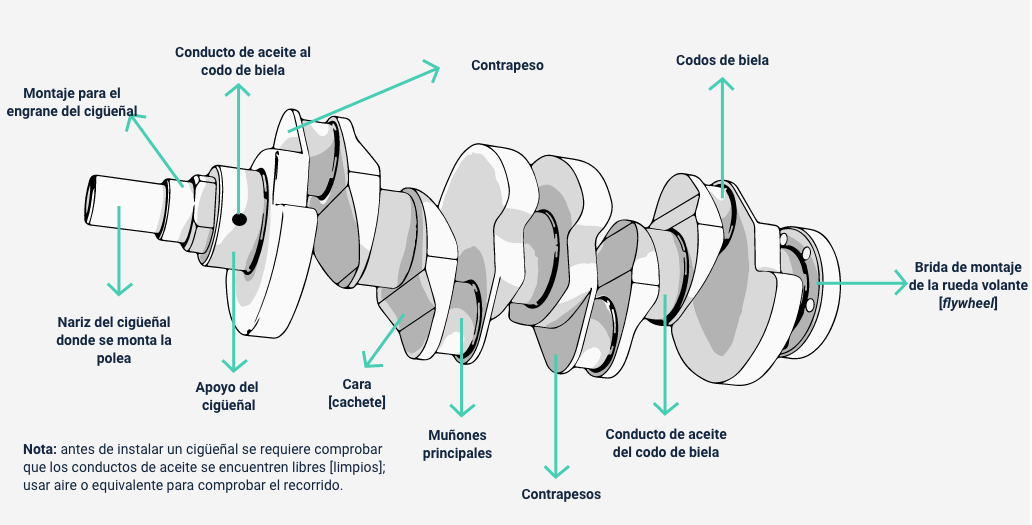 Conducto de aceite al
codo de biela
Contrapeso
Codos de biela
Montaje para el
engrane del cigüeñal
Brida de montaje
de la rueda volante
[flywheel]
Nariz del cigüeñal
donde se monta la
polea
Apoyo del
cigüeñal
Cara
[cachete]
Muñones
principales
Conducto de aceite
del codo de biela
Contrapesos
Nota: antes de instalar un cigüeñal se requiere comprobar
que los conductos de aceite se encuentren libres [limpios];
usar aire o equivalente para comprobar el recorrido.